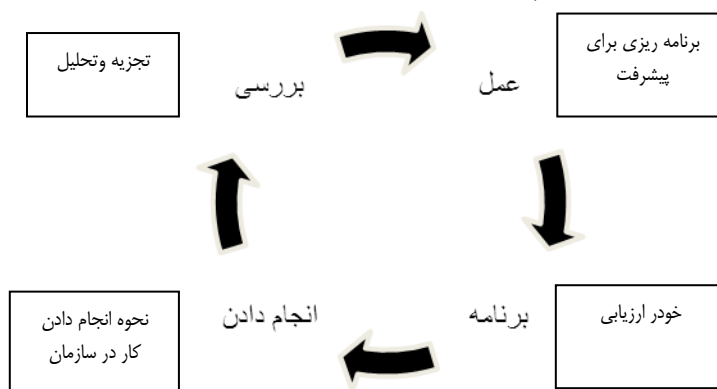 برنامه ریزی برای
پیشرفت
عمل
بررسی
تجزیه وتحلیل
خودر ارزیابی
برنامه
انجام دادن
نحوه انجام دادن
کار در سازمان